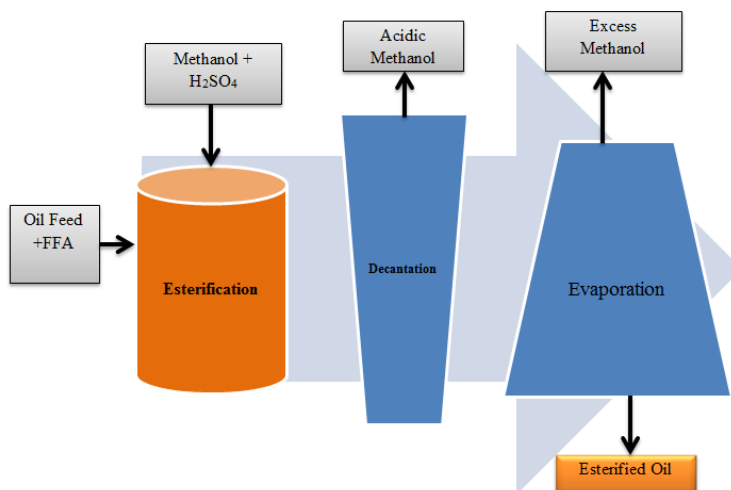 Methanol +
H₂SO₄
Acidic
Methanol
Excess
Methanol
Oil Feed
+FFA
Esterification
Decantation
Evaporation
Esterified Oil